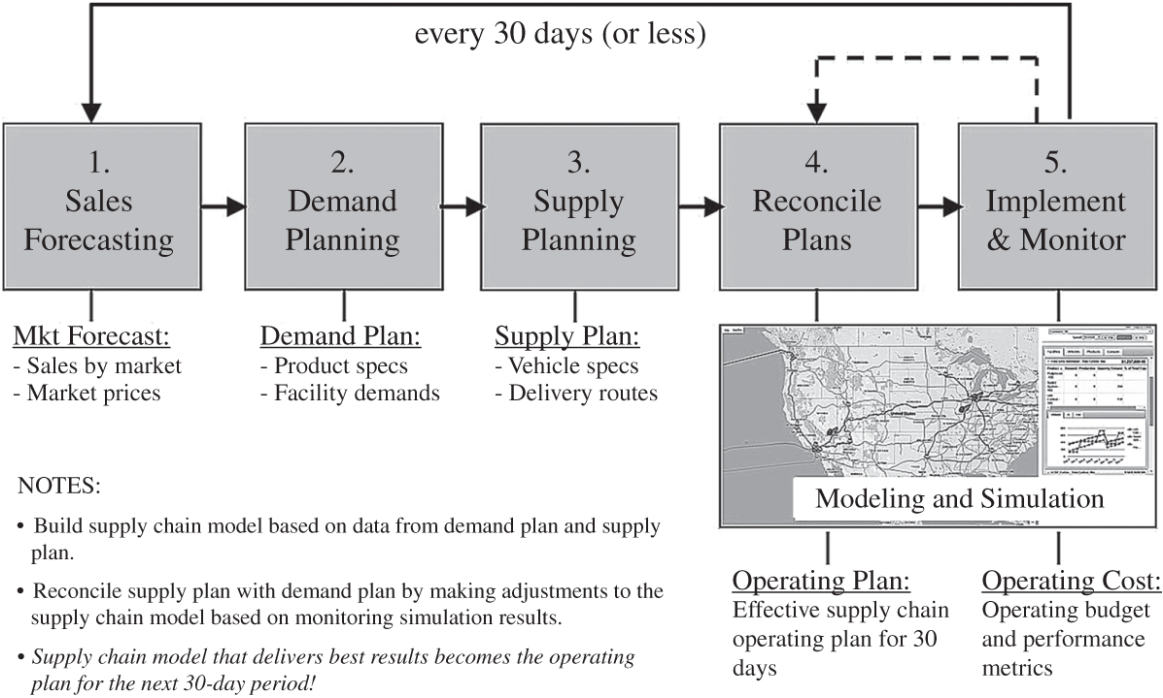 every 30 days (or less)
1.
Sales
Forecasting
2.
Demand
Planning
3.
Supply
Planning
4.
Reconcile
Plans
5.
Implement
& Monitor
Mkt Forecast:
- Sales by market
- Market prices
Demand Plan:
- Product specs
- Facility demands
Supply Plan:
- Vehicle specs
- Delivery routes
United States
Modeling and Simulation
NOTES:
• Build supply chain model based on data from demand plan and supply
plan.
• Reconcile supply plan with demand plan by making adjustments to the
supply chain model based on monitoring simulation results.
• Supply chain model that delivers best results becomes the operating
plan for the next 30-day period!
Operating Plan:
Effective supply chain
operating plan for 30
days
Operating Cost:
Operating budget
and performance
metrics